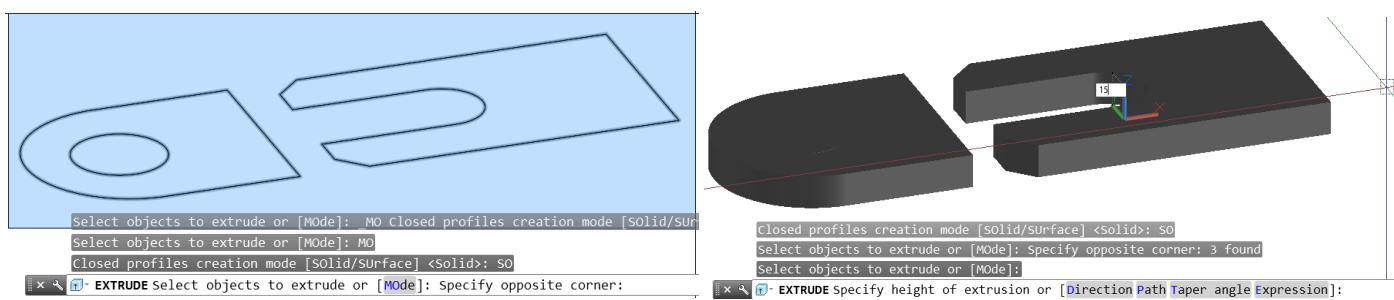 Select objects to extrude or [MOde]: _MO Closed profiles creation mode [SOlid/SUr
Select objects to extrude or [MOde]: MO
Closed profiles creation mode [SOlid/SUrface] <Solid>: SO
EXTRUDE Select objects to extrude or [MOde]: Specify opposite corner:
15
Z
X
Closed profiles creation mode [SOlid/SUrface] <Solid>: SO
Select objects to extrude or [MOde]: Specify opposite corner: 3 found
Select objects to extrude or [MOde]:
EXTRUDE Specify height of extrusion or [Direction Path Taper angle Expression]: